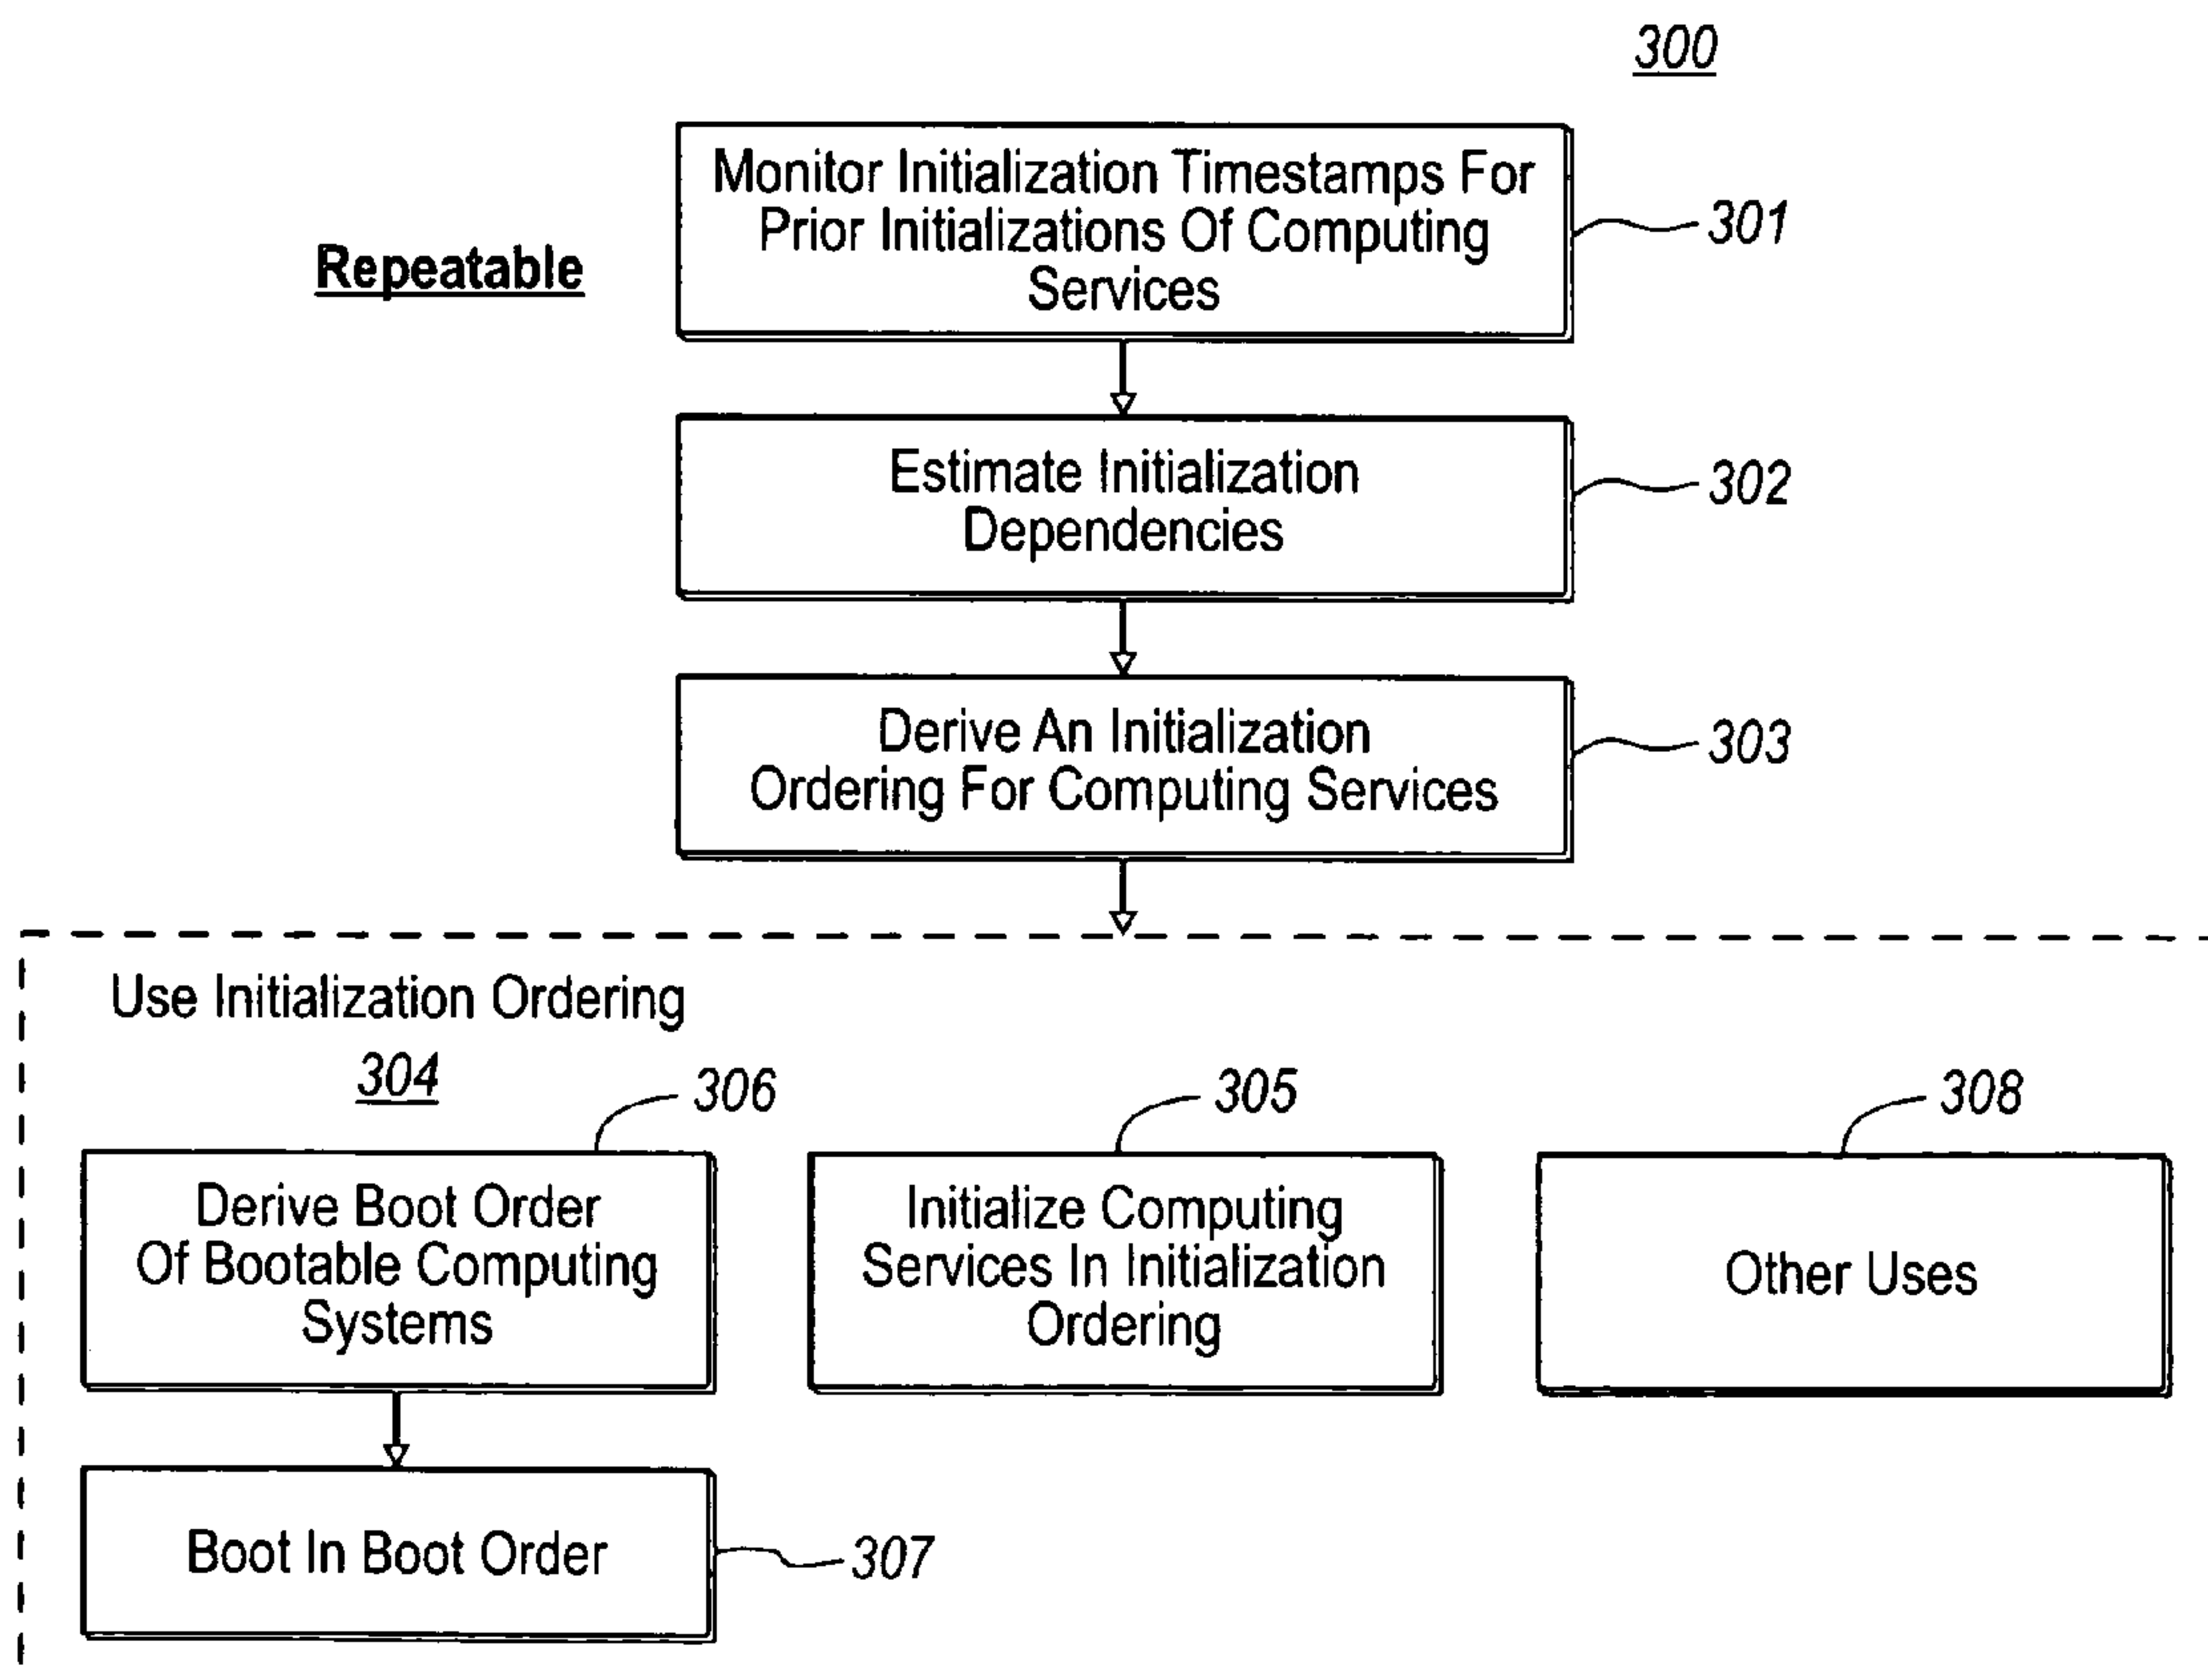 300
Monitor Initialization Timestamps For
Prior Initializations Of Computing
Services
301
Repeatable
Estimate Initialization
Dependencies
302
Derive An Initialization
Ordering For Computing Services
303
Use Initialization Ordering
304
306
305
308
Derive Boot Order
Of Bootable Computing
Systems
Initialize Computing
Services In Initialization
Ordering
Other Uses
Boot In Boot Order
307